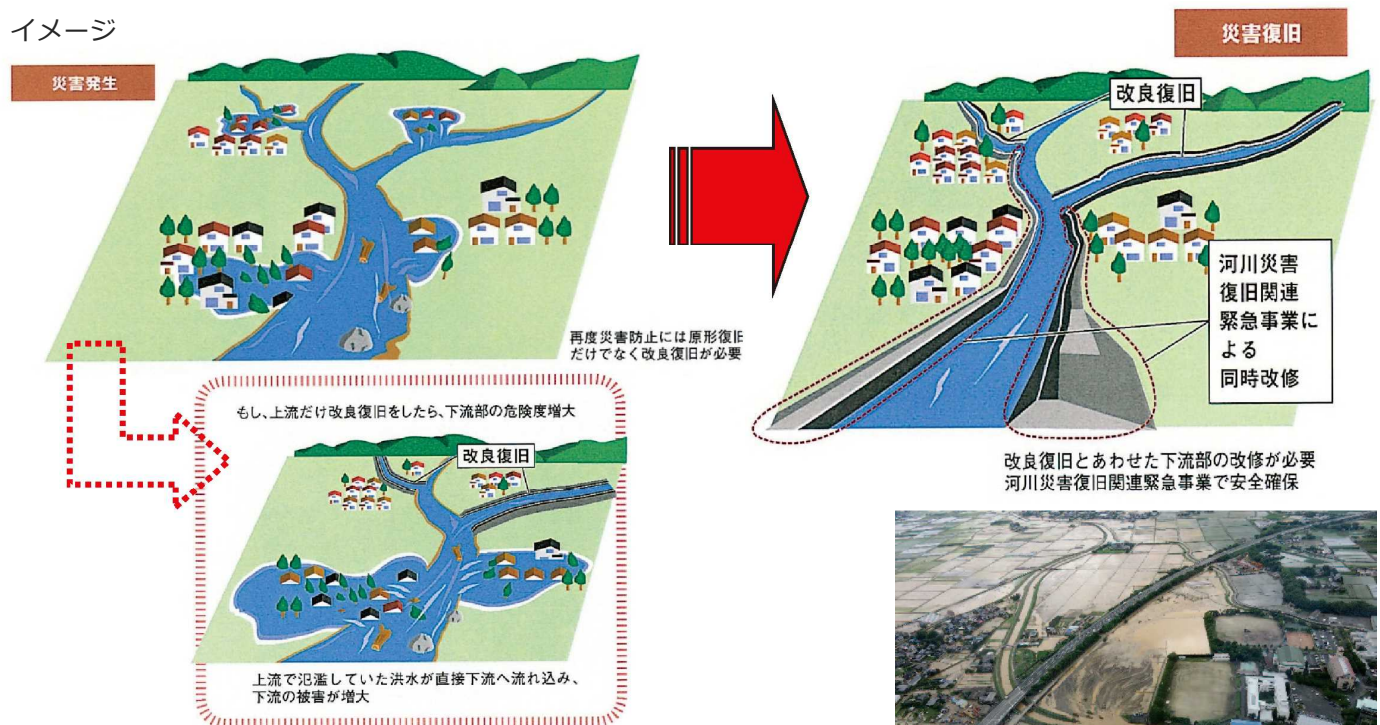 イメージ
災害発生
再度災害防止には原形復旧
だけでなく改良復旧が必要
もし、上流だけ改良復旧をしたら、下流部の危険度増大
改良復旧
上流で氾濫していた洪水が直接下流へ流れ込み、
下流の被害が増大
災害復旧
改良復旧
河川災害
復旧関連
緊急事業に
よる
同時改修
改良復旧とあわせた下流部の改修が必要
河川災害復旧関連緊急事業で安全確保